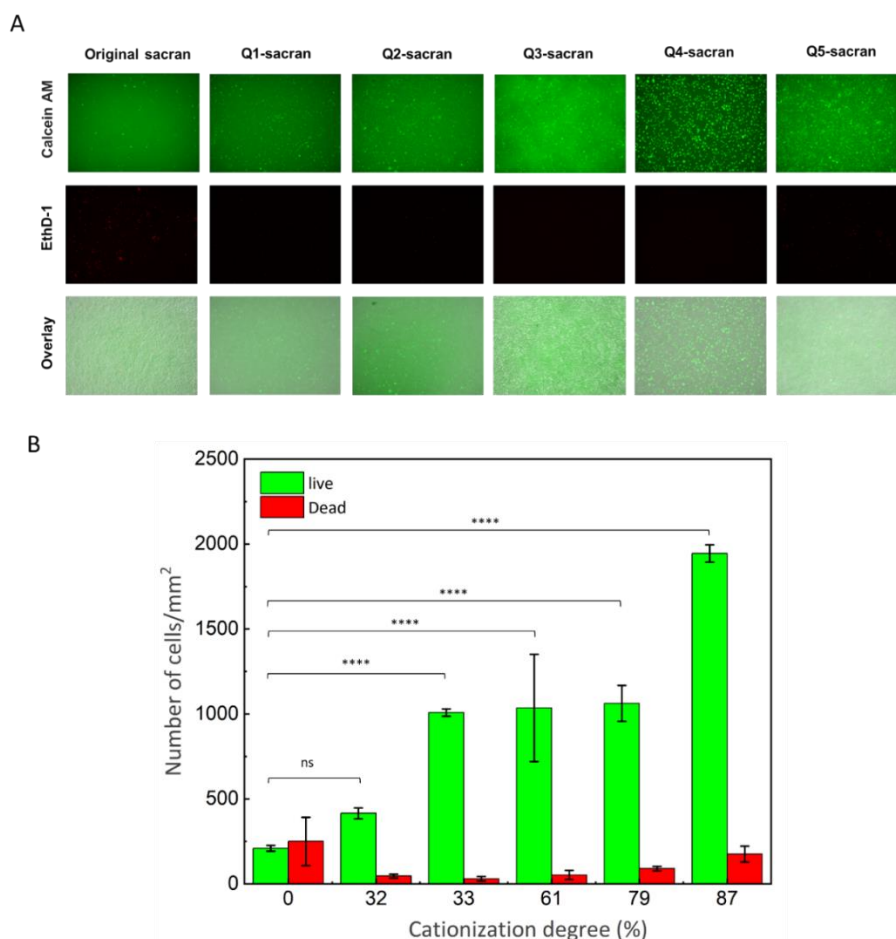 A
Original sacran Q1-sacran Q2-sacran Q3-sacran Q4-sacran Q5-sacran
Calcein AM
EthD-1
Overlay
B
Number of cells/mm²
2500
2000
1500
1000
500
0
live
Dead
****
****
****
****
ns
0 32 33 61 79 87
Cationization degree (%)